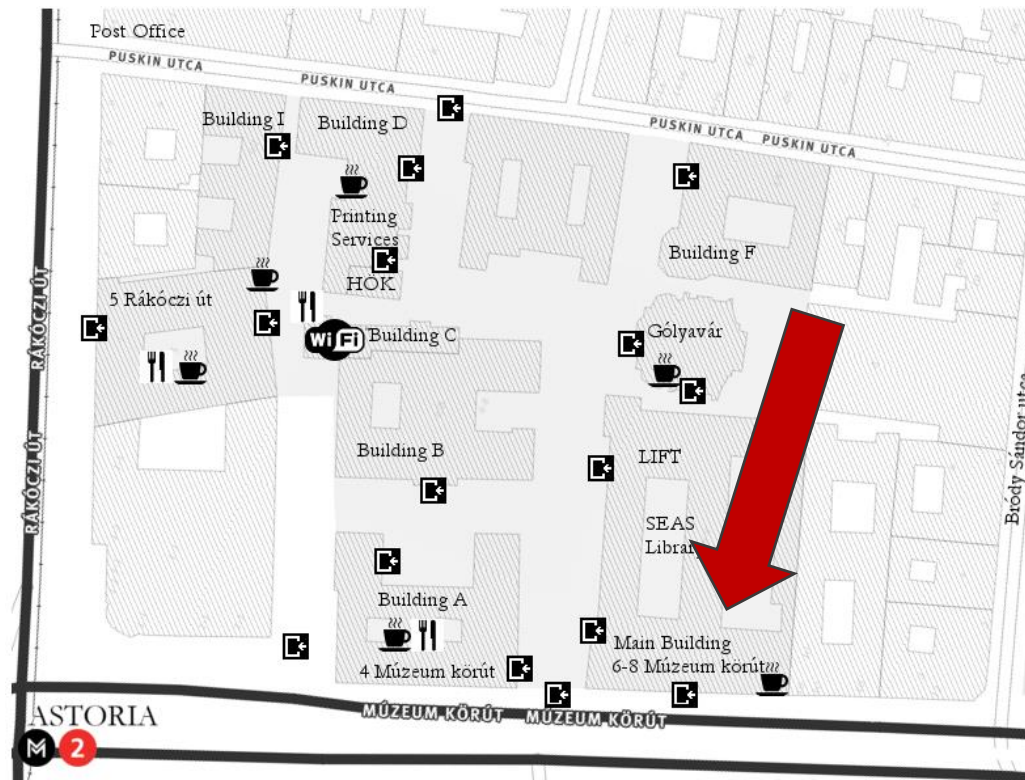 Post Office
PUSKIN UTCA
PUSKIN UTCA
PUSKIN UTCA PUSKIN UTCA
Building I
Building D
Printing
Services
HÖK
Building F
5 Rákóczi út
RÁKÓCZI ÚT
Wi Fi
Building C
Gólyavár
Building B
LIFT
RÁKÓCZI ÚT
SEAS
Bródy Sándor utca
Building A
4 Múzeum körút
Main Building
6-8 Múzeum körút
MÚZEUM KÖRÚT MÚZEUM KÖRÚT
ASTORIA
M 2